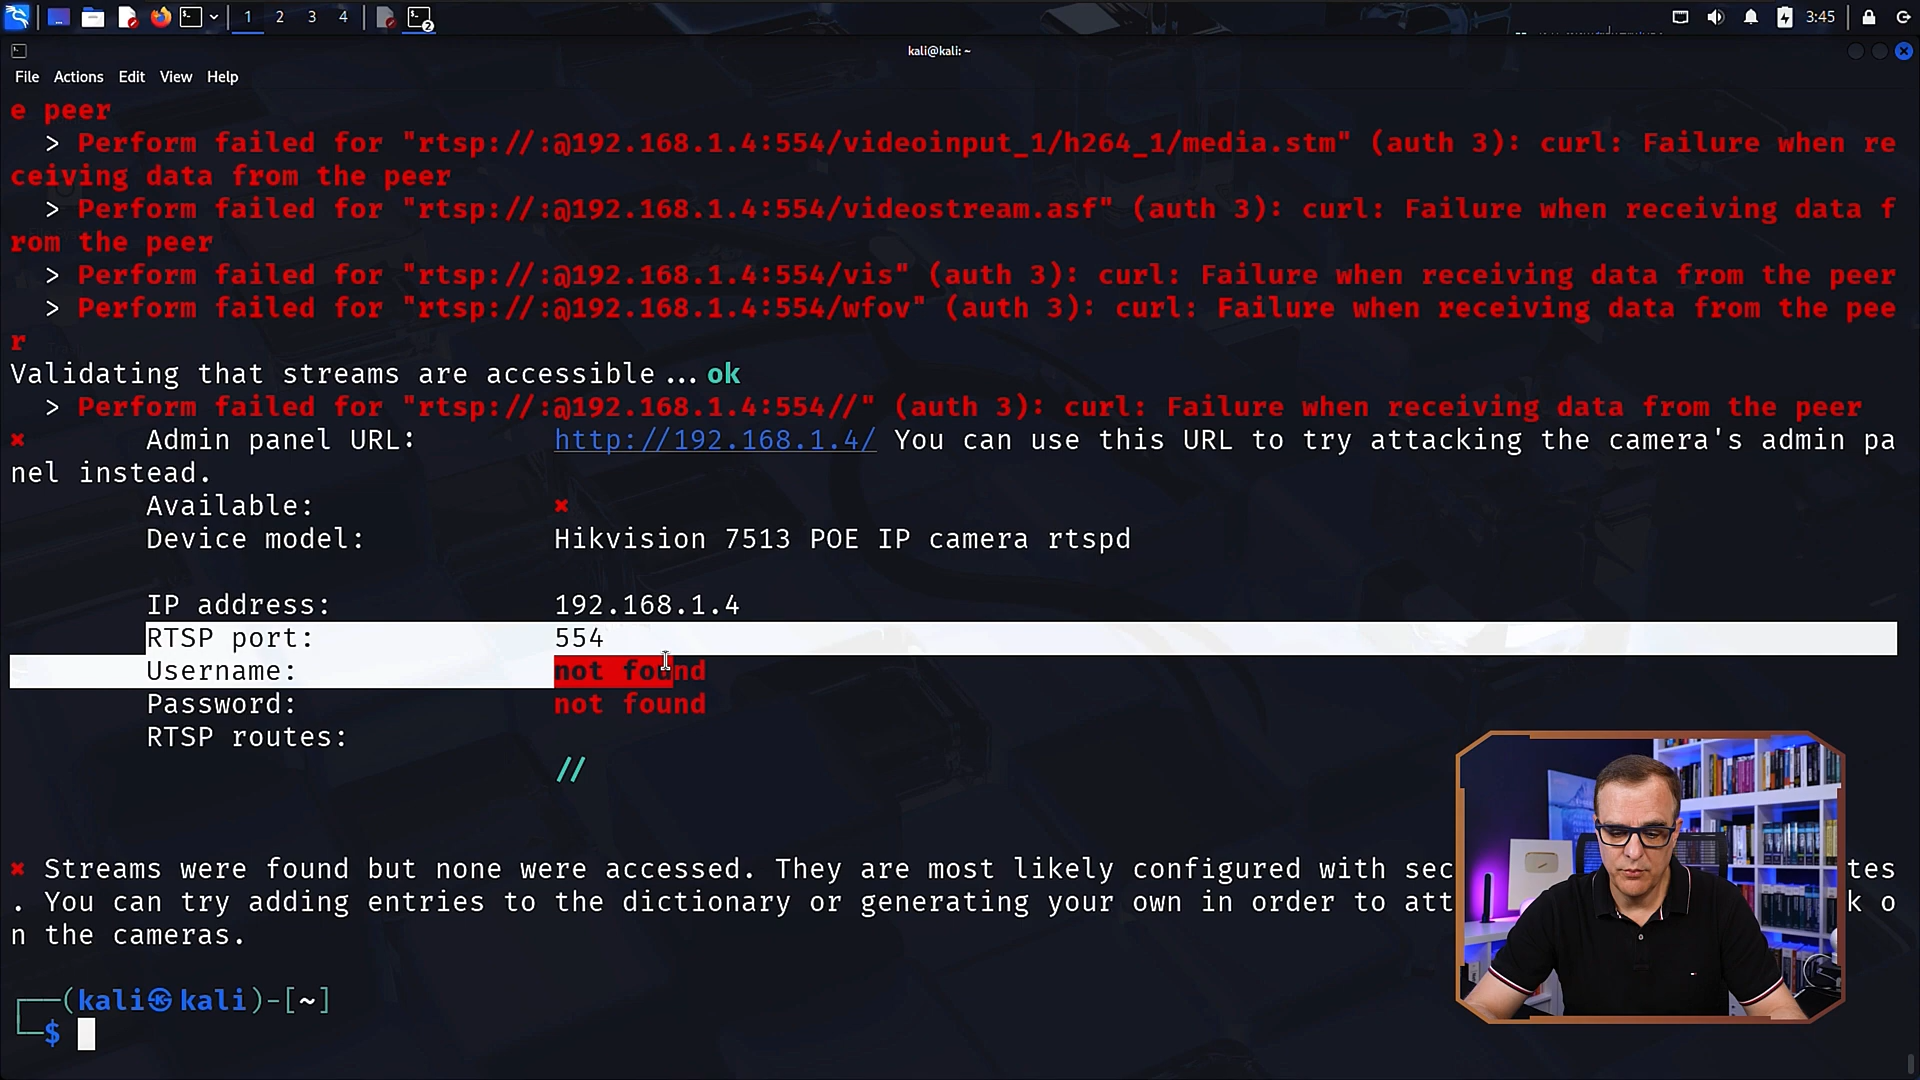 1 2 3 4 2 3:45
kali@kali: ~
File Actions Edit View Help
e peer
> Perform failed for "rtsp://:@192.168.1.4:554/videoinput_1/h264_1/media.stm" (auth 3): curl: Failure when re
ceiving data from the peer
> Perform failed for "rtsp://:@192.168.1.4:554/videostream.asf" (auth 3): curl: Failure when receiving data f
rom the peer
> Perform failed for "rtsp://:@192.168.1.4:554/vis" (auth 3): curl: Failure when receiving data from the peer
> Perform failed for "rtsp://:@192.168.1.4:554/wfov" (auth 3): curl: Failure when receiving data from the pee
r
Validating that streams are accessible...ok
> Perform failed for "rtsp://:@192.168.1.4:554//" (auth 3): curl: Failure when receiving data from the peer
✖ Admin panel URL: http://192.168.1.4/ You can use this URL to try attacking the camera's admin pa
nel instead.
Available: ✖
Device model: Hikvision 7513 POE IP camera rtspd
IP address: 192.168.1.4
RTSP port: 554
Username: not found
Password: not found
RTSP routes:
//
✖ Streams were found but none were accessed. They are most likely configured with sec tes
. You can try adding entries to the dictionary or generating your own in order to att k o
n the cameras.
┌──(kali㉿kali)-[~]
└─$